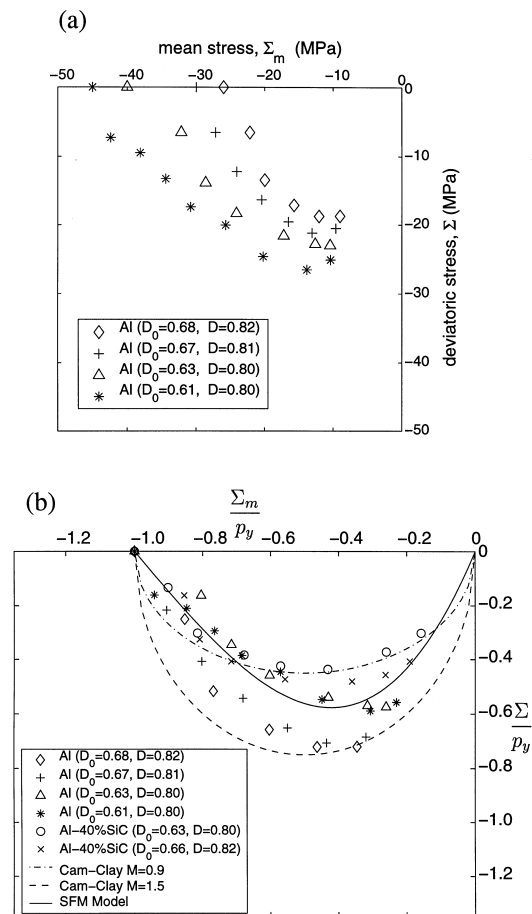 (a)
mean stress, Σm (MPa)
−50 −40 −30 −20 −10 0
0
−10
−20
−30
−40
−50
deviatoric stress, Σ (MPa)
◇ Al (D0=0.68, D=0.82)
+ Al (D0=0.67, D=0.81)
△ Al (D0=0.63, D=0.80)
* Al (D0=0.61, D=0.80)
(b)
Σm
py
−1.2 −1.0 −0.8 −0.6 −0.4 −0.2 0
0
−0.2
−0.4
−0.6
−0.8
−1.0
−1.2
Σ
py
◇ Al (D0=0.68, D=0.82)
+ Al (D0=0.67, D=0.81)
△ Al (D0=0.63, D=0.80)
* Al (D0=0.61, D=0.80)
○ Al−40%SiC (D0=0.63, D=0.80)
× Al−40%SiC (D0=0.66, D=0.82)
Cam−Clay M=0.9
Cam−Clay M=1.5
SFM Model